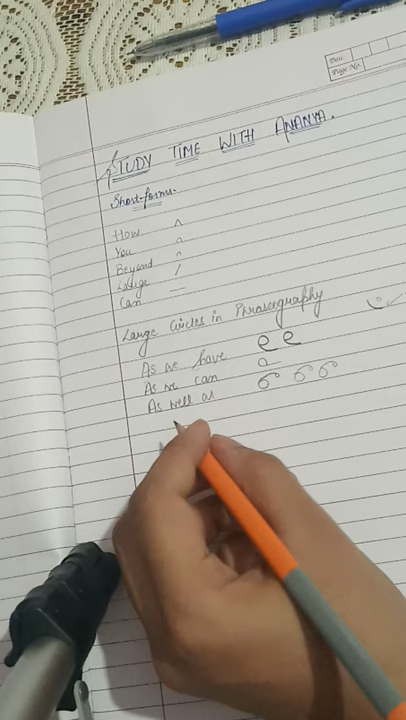 Date
Page No.
STUDY TIME WITH ANANYA.
Short-forms-
How
You
Beyond
Large
Can
Large Circles in Phraseography
As we have
As we can
As well as